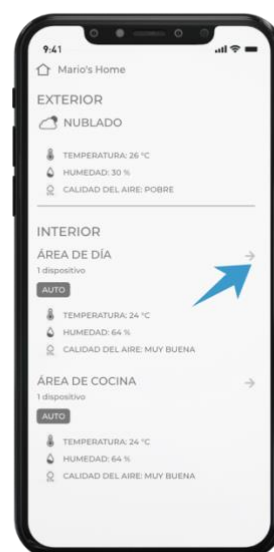 9:41
Mario's Home
EXTERIOR
NUBLADO
TEMPERATURA: 26 °C
HUMEDAD: 30 %
CALIDAD DEL AIRE: POBRE
INTERIOR
ÁREA DE DÍA
1 dispositivo
AUTO
TEMPERATURA: 24 °C
HUMEDAD: 64 %
CALIDAD DEL AIRE: MUY BUENA
ÁREA DE COCINA
1 dispositivo
AUTO
TEMPERATURA: 24 °C
HUMEDAD: 64 %
CALIDAD DEL AIRE: MUY BUENA